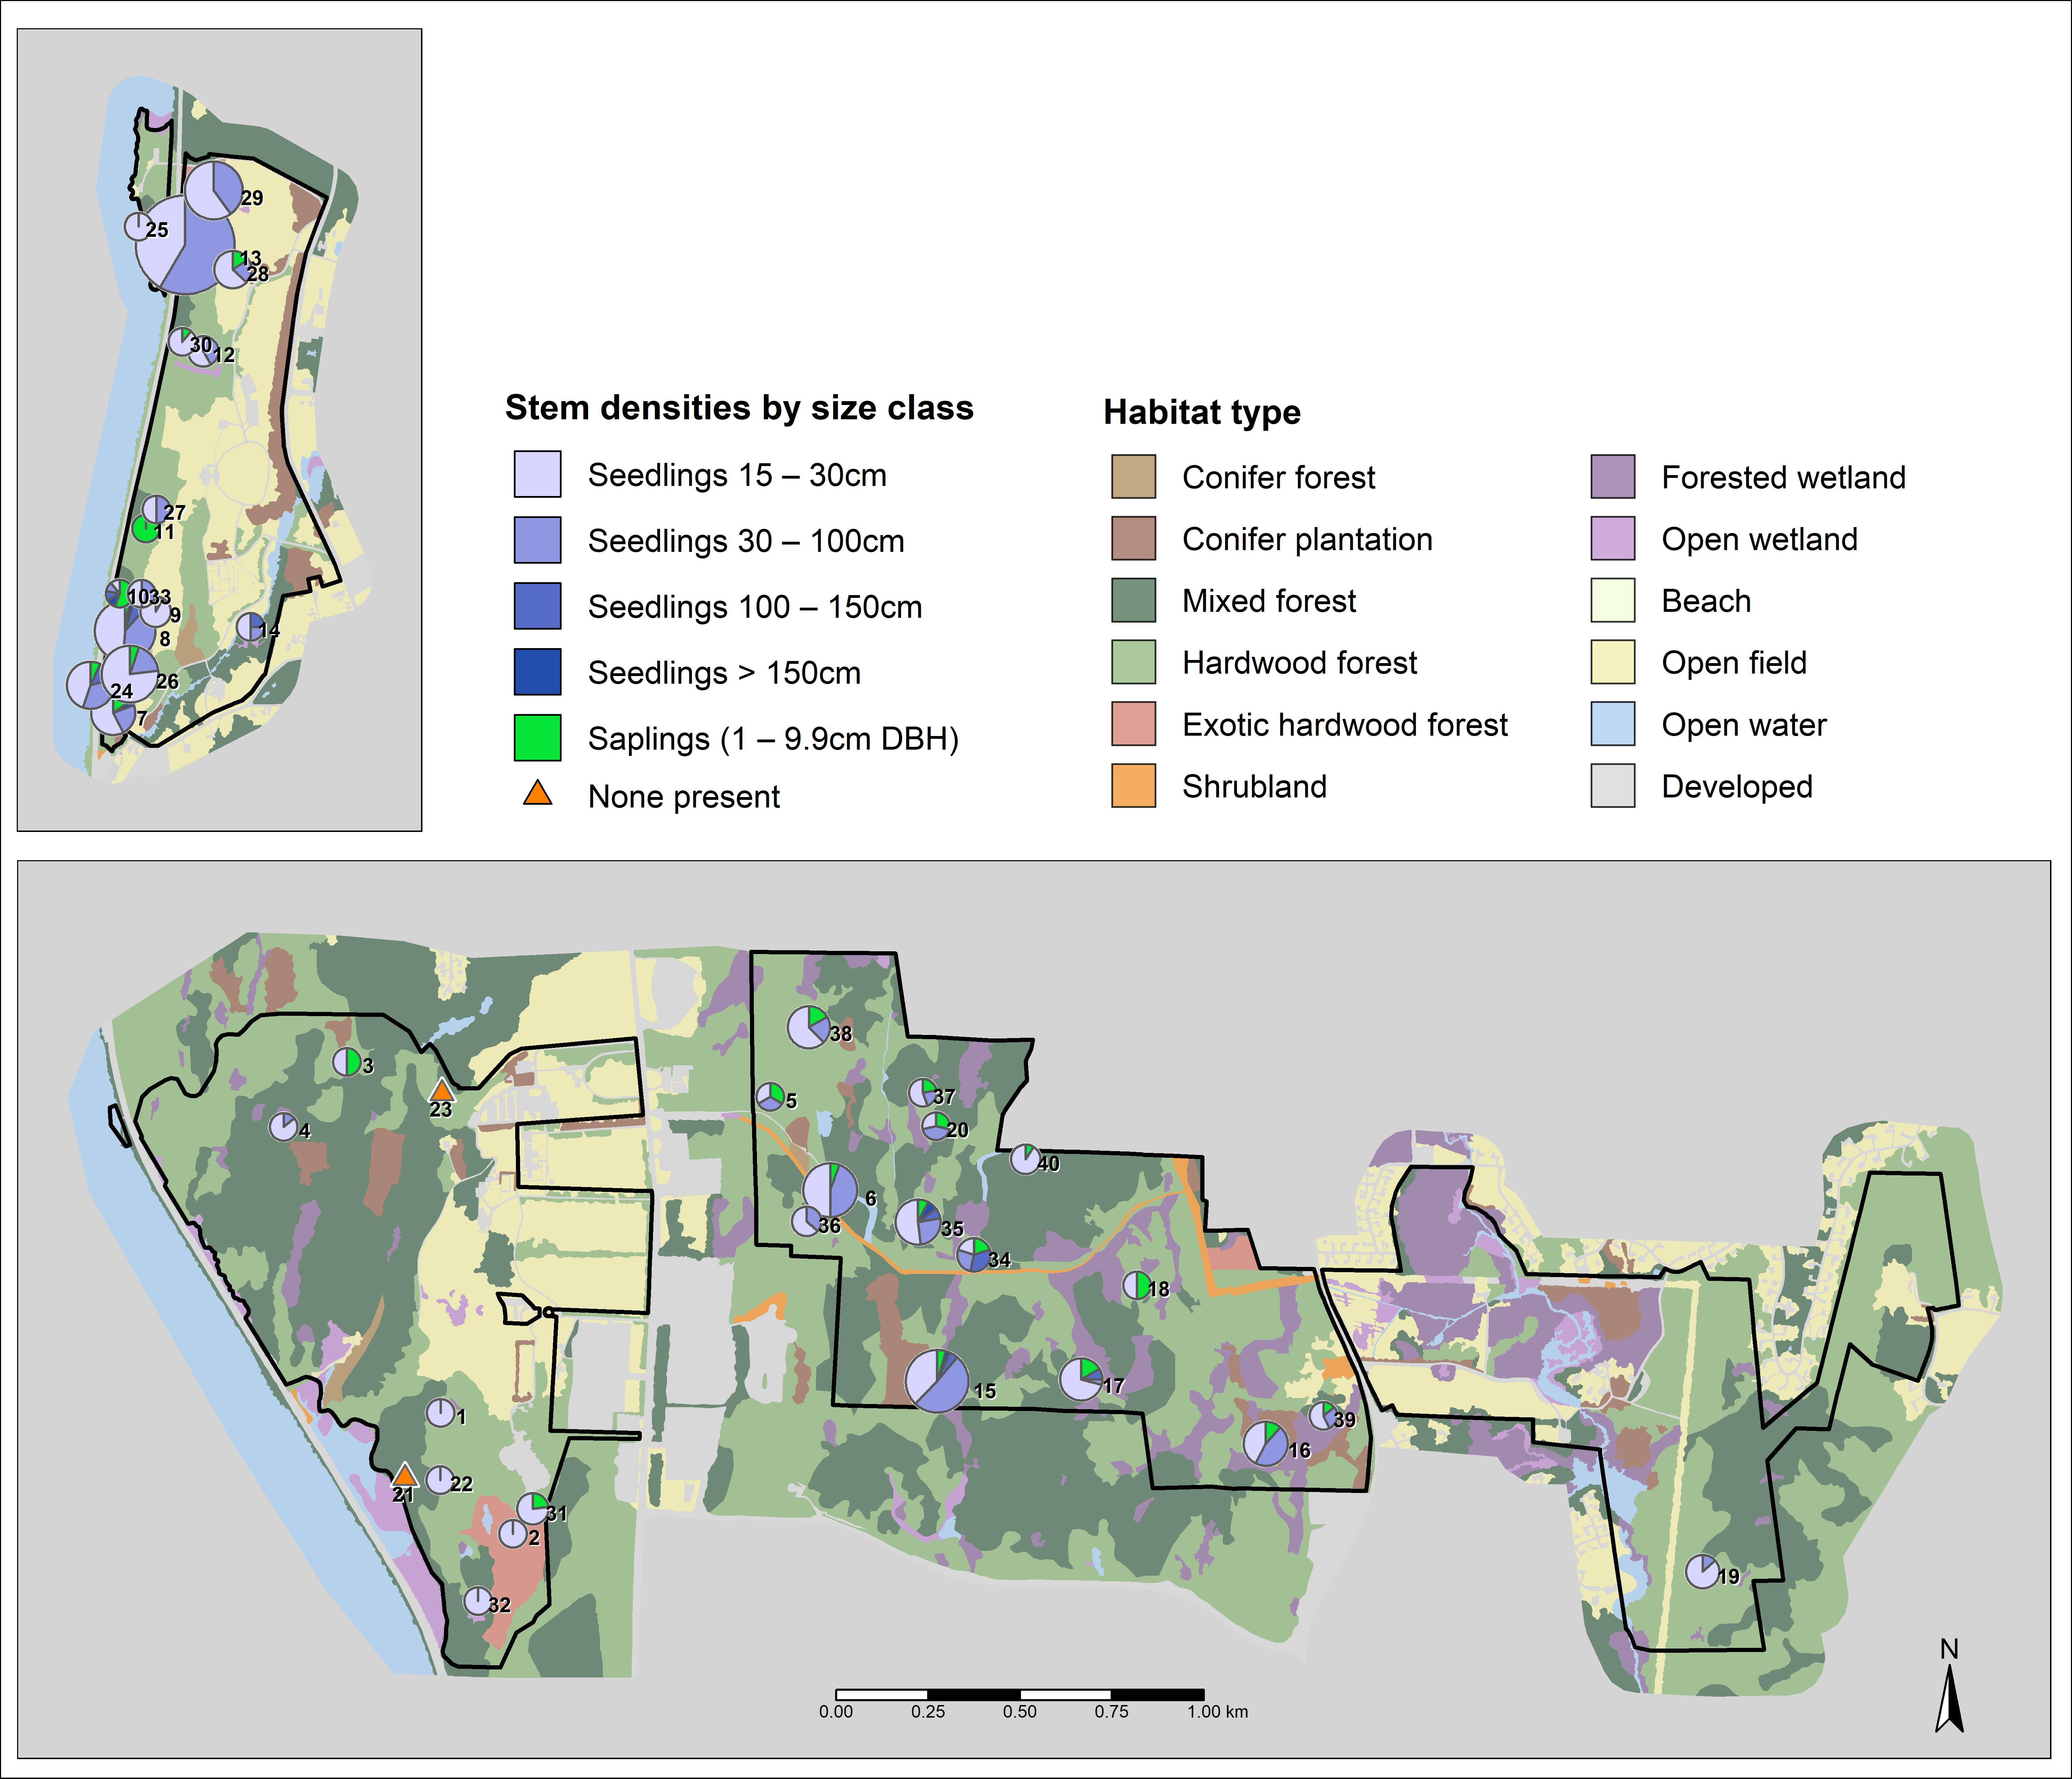 29
25
13
28
30
12
27
11
10
33
9
8
14
26
24
7
Stem densities by size class
Seedlings 15 – 30cm
Seedlings 30 – 100cm
Seedlings 100 – 150cm
Seedlings > 150cm
Saplings (1 – 9.9cm DBH)
None present
Habitat type
Conifer forest
Conifer plantation
Mixed forest
Hardwood forest
Exotic hardwood forest
Shrubland
Forested wetland
Open wetland
Beach
Open field
Open water
Developed
38
3
23
5
37
4
20
40
6
36
35
34
18
15
17
1
39
16
22
21
31
2
19
32
N
0.00
0.25
0.50
0.75
1.00 km